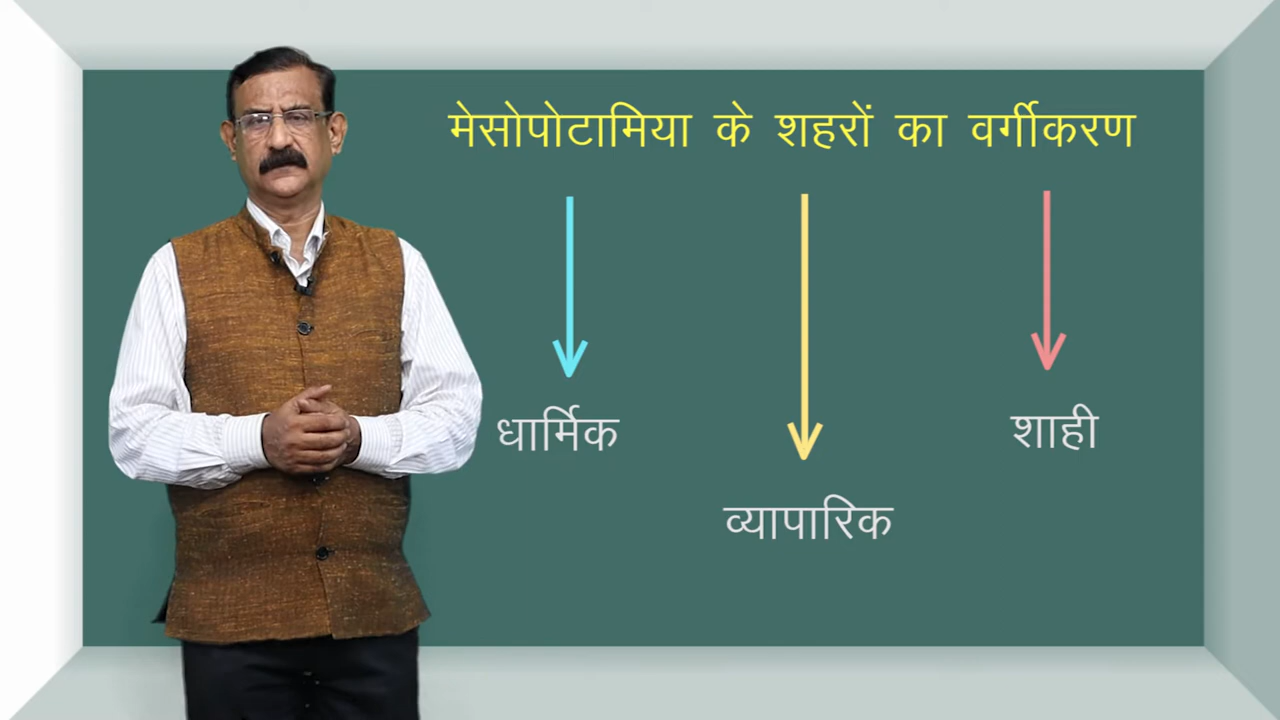 मेसोपोटामिया के शहरों का वर्गीकरण
धार्मिक
व्यापारिक
शाही